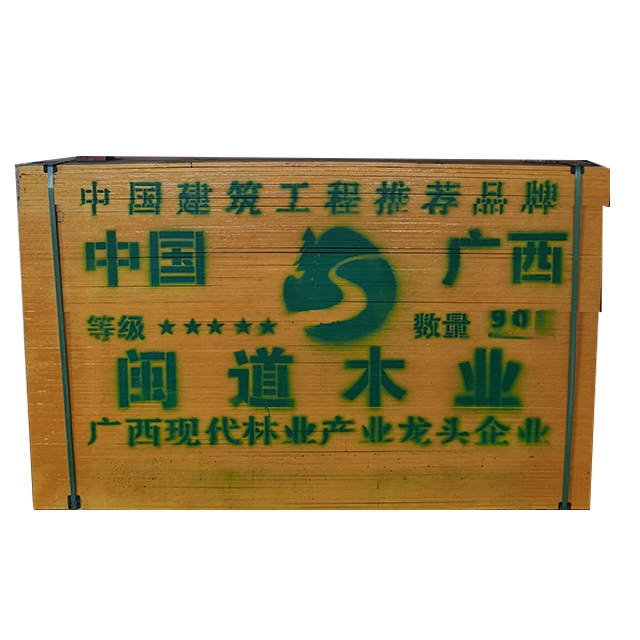 中国建筑工程推荐品牌
中国 广西
等级 ★★★★★ 数量 90
闽道木业
广西现代林业产业龙头企业